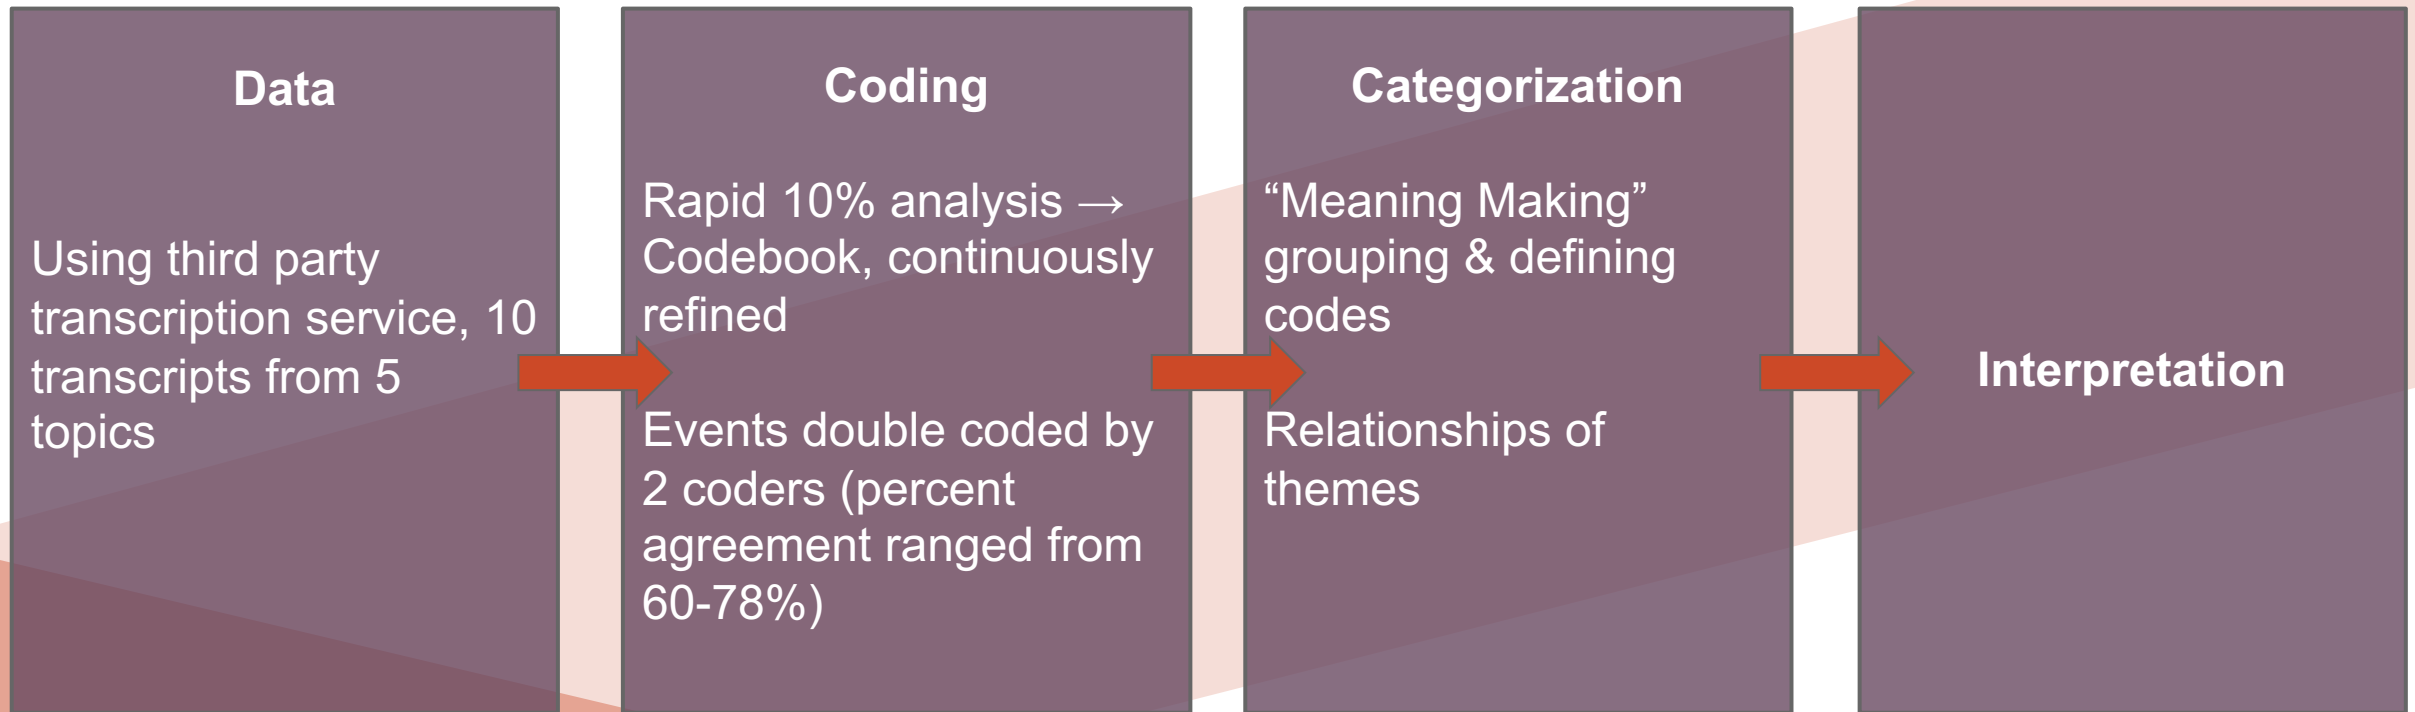 Data
Using third party
transcription service, 10
transcripts from 5
topics
Coding
Rapid 10% analysis →
Codebook, continuously
refined
Events double coded by
2 coders (percent
agreement ranged from
60-78%)
Categorization
“Meaning Making”
grouping & defining
codes
Relationships of
themes
Interpretation